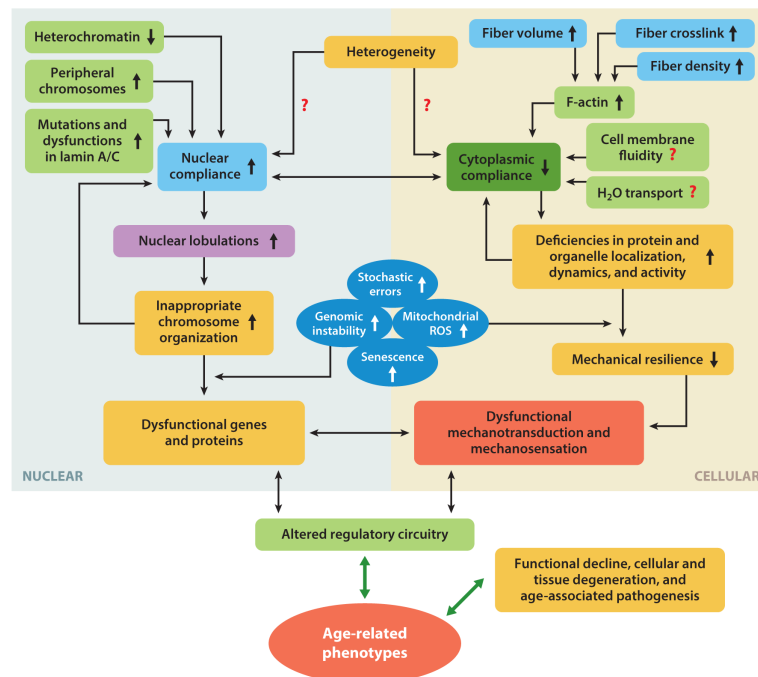 Heterochromatin
Peripheral
chromosomes
Mutations and
dysfunctions
in lamin A/C
Heterogeneity
?
?
Fiber volume
Fiber crosslink
Fiber density
F-actin
Nuclear
compliance
Cytoplasmic
compliance
Cell membrane
fluidity ?
H₂O transport ?
Nuclear lobulations
Deficiencies in protein and
organelle localization,
dynamics, and activity
Inappropriate
chromosome
organization
Stochastic
errors
Genomic
instability
Mitochondrial
ROS
Senescence
Mechanical resilience
Dysfunctional genes
and proteins
Dysfunctional
mechanotransduction and
mechanosensation
NUCLEAR
CELLULAR
Altered regulatory circuitry
Functional decline, cellular and
tissue degeneration, and
age-associated pathogenesis
Age-related
phenotypes